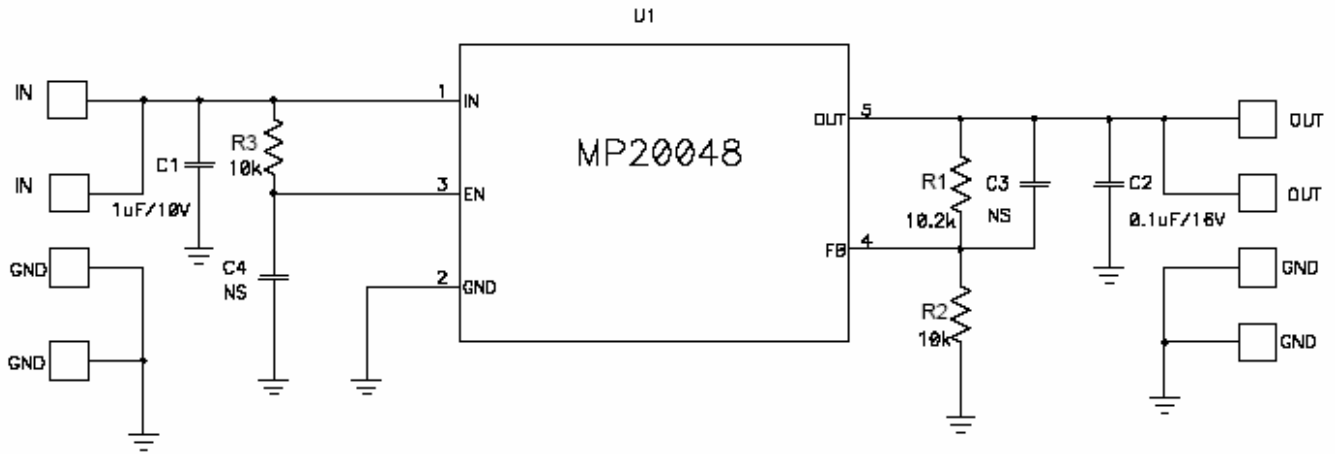 U1
IN
1
IN
5
OUT
OUT
MP20048
R3
10k
C1
IN
3
EN
R1
10.2k
C3
NS
C2
OUT
1uF/10V
0.1uF/16V
4
FB
GND
C4
NS
2
GND
GND
R2
10k
GND
GND